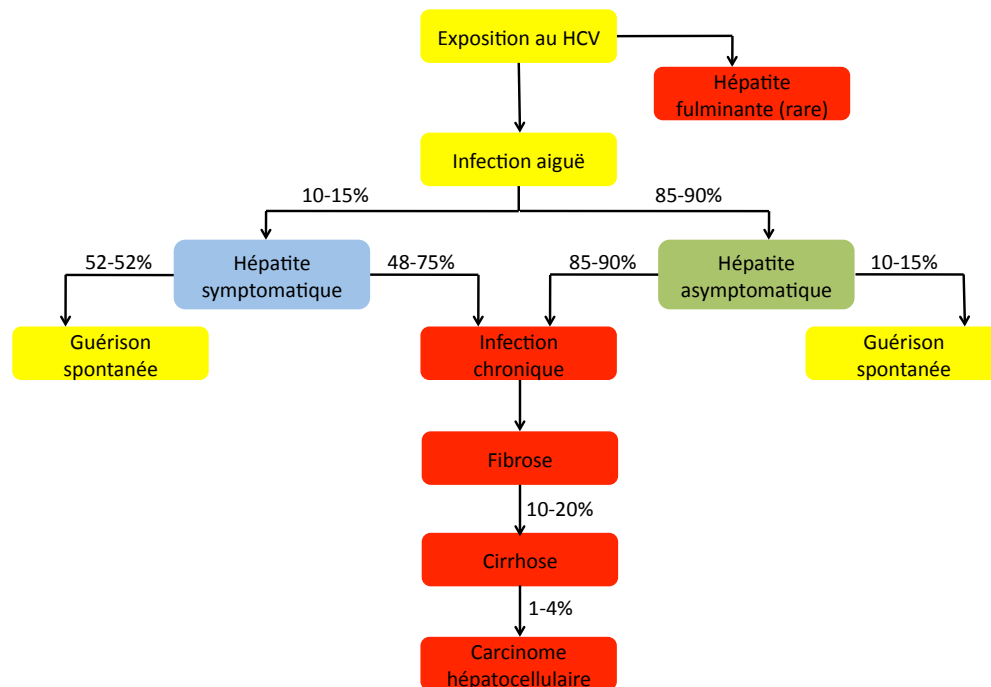 Exposition au HCV
Hépatite
fulminante (rare)
Infection aiguë
10-15%
85-90%
52-52%
Hépatite
symptomatique
48-75%
85-90%
Hépatite
asymptomatique
10-15%
Guérison
spontanée
Infection
chronique
Guérison
spontanée
Fibrose
10-20%
Cirrhose
1-4%
Carcinome
hépatocellulaire